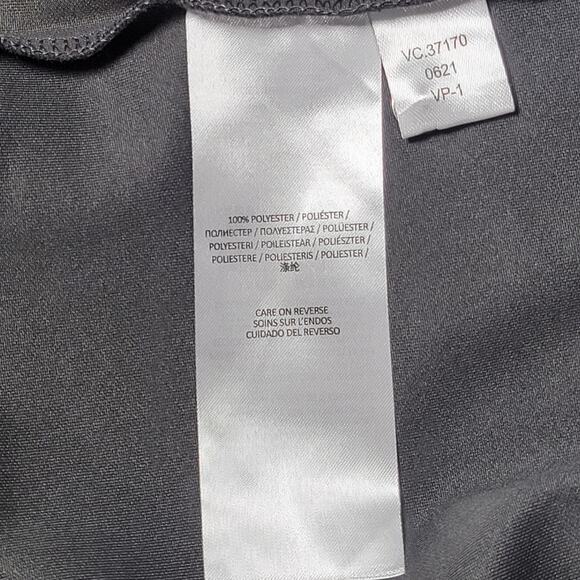 VC.37170
0621
VP-1
100% POLYESTER / POLIÉSTER /
ПОЛИЕСТЕР / ΠΟΛΥΕΣΤΕΡΑΣ / POLÜESTER /
POLYESTERI / POILEISTEAR / POLIÉSZTER /
POLIESTERE / POLIESTERIS / POLIESTER /
涤纶
CARE ON REVERSE
SOINS SUR L'ENDOS
CUIDADO DEL REVERSO